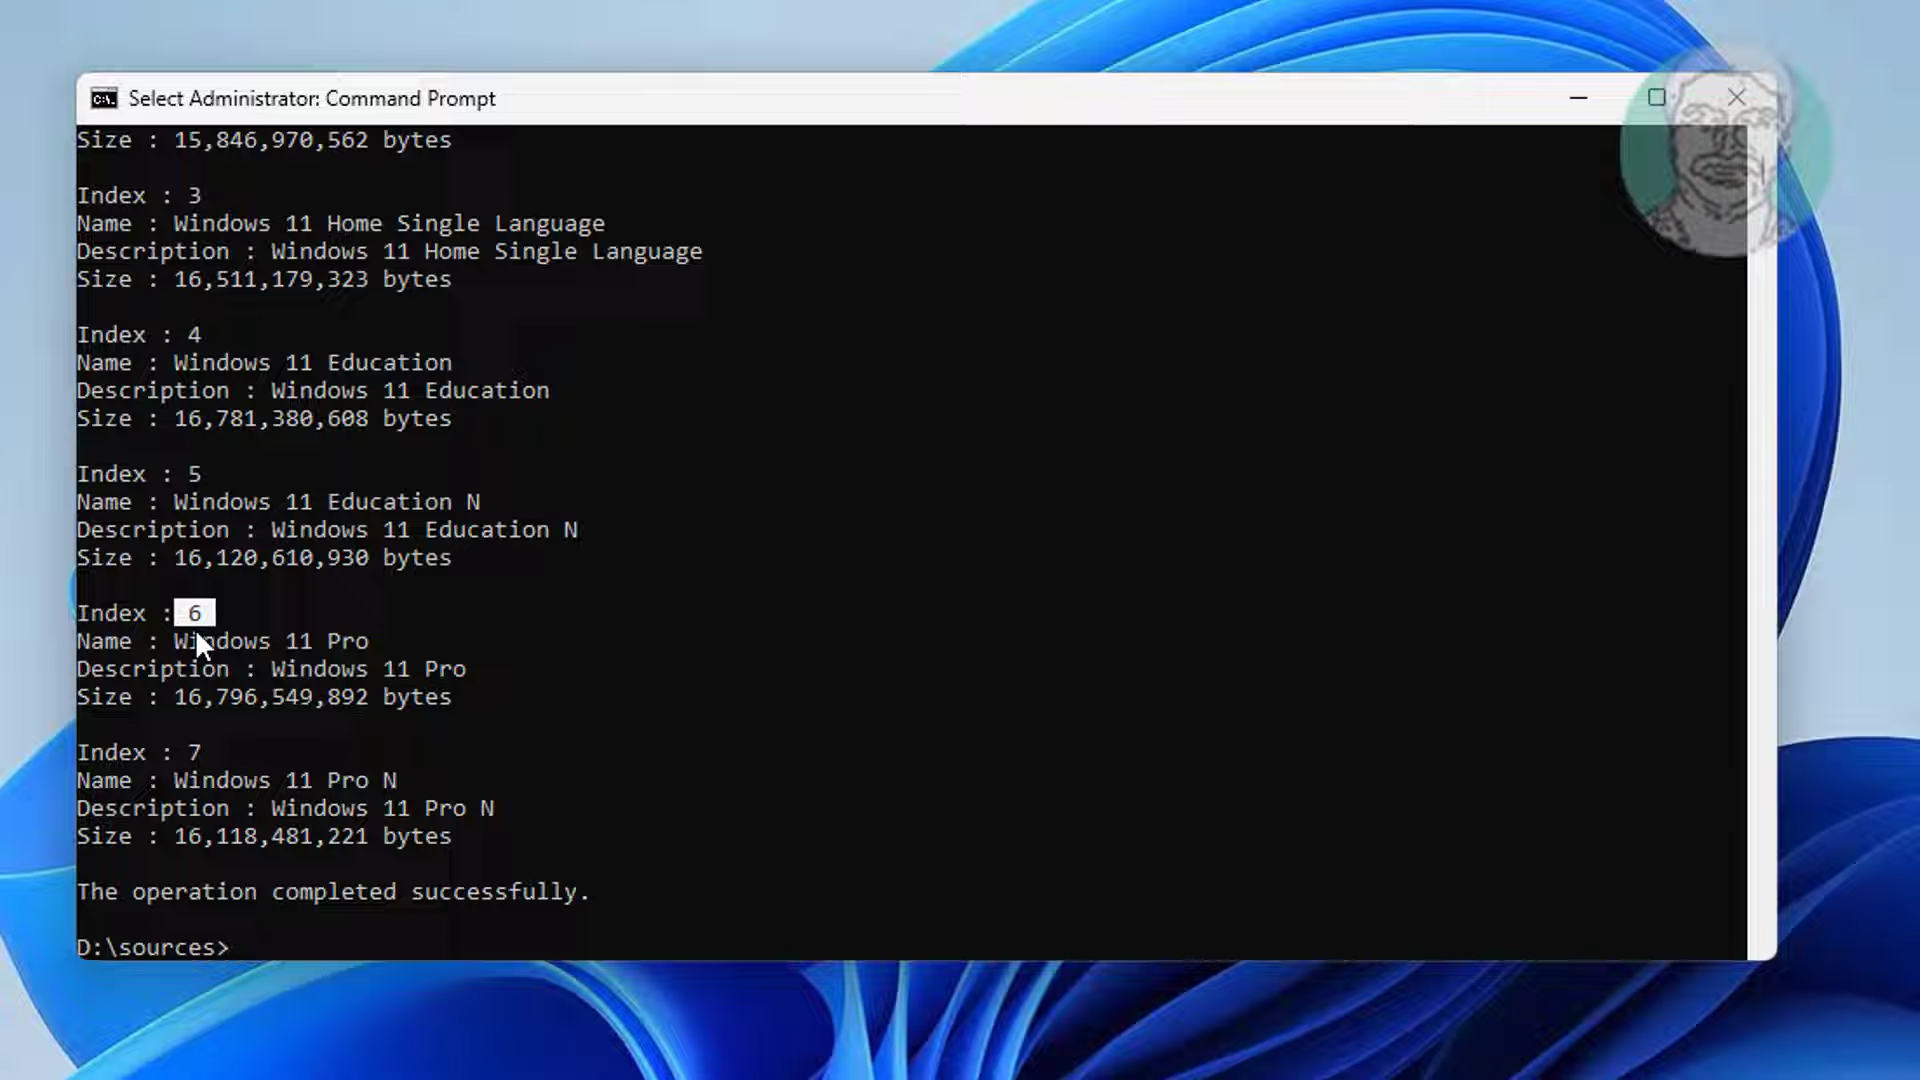 Select Administrator: Command Prompt
Size : 15,846,970,562 bytes
Index : 3
Name : Windows 11 Home Single Language
Description : Windows 11 Home Single Language
Size : 16,511,179,323 bytes
Index : 4
Name : Windows 11 Education
Description : Windows 11 Education
Size : 16,781,380,608 bytes
Index : 5
Name : Windows 11 Education N
Description : Windows 11 Education N
Size : 16,120,610,930 bytes
Index : 6
Name : Windows 11 Pro
Description : Windows 11 Pro
Size : 16,796,549,892 bytes
Index : 7
Name : Windows 11 Pro N
Description : Windows 11 Pro N
Size : 16,118,481,221 bytes
The operation completed successfully.
D:\sources>